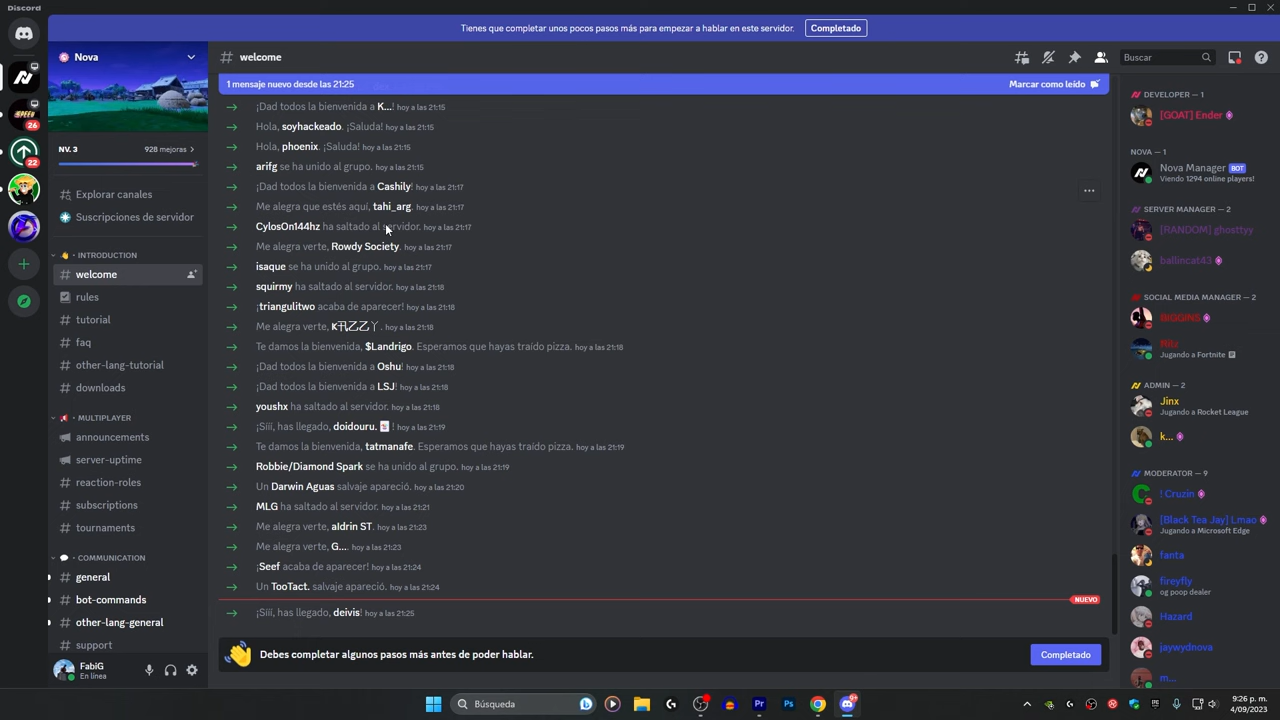 Discord
Tienes que completar unos pocos pasos más para empezar a hablar en este servidor. Completado
Nova
welcome
Buscar
1 mensaje nuevo desde las 21:25 Marcar como leído
NV. 3 928 mejoras >
Explorar canales
Suscripciones de servidor
INTRODUCTION
welcome
rules
tutorial
faq
other-lang-tutorial
downloads
MULTIPLAYER
announcements
server-uptime
reaction-roles
subscriptions
tournaments
COMMUNICATION
general
bot-commands
other-lang-general
support
FabiG
En línea
SPEED
26
22
¡Dad todos la bienvenida a K...! hoy a las 21:15
Hola, soyhackeado. ¡Saluda! hoy a las 21:15
Hola, phoenix. ¡Saluda! hoy a las 21:15
arifg se ha unido al grupo. hoy a las 21:15
¡Dad todos la bienvenida a Cashily! hoy a las 21:17
Me alegra que estés aquí, tahi_arg. hoy a las 21:17
CylosOn144hz ha saltado al servidor. hoy a las 21:17
Me alegra verte, Rowdy Society. hoy a las 21:17
isaque se ha unido al grupo. hoy a las 21:17
squirmy ha saltado al servidor. hoy a las 21:18
¡triangulitwo acaba de aparecer! hoy a las 21:18
Me alegra verte, K卂乙乙ㄚ. hoy a las 21:18
Te damos la bienvenida, $Landrigo. Esperamos que hayas traído pizza. hoy a las 21:18
¡Dad todos la bienvenida a Oshu! hoy a las 21:18
¡Dad todos la bienvenida a LSJ! hoy a las 21:18
youshx ha saltado al servidor. hoy a las 21:18
¡Siii, has llegado, doidouru. ! hoy a las 21:19
Te damos la bienvenida, tatmanafe. Esperamos que hayas traído pizza. hoy a las 21:19
Robbie/Diamond Spark se ha unido al grupo. hoy a las 21:19
Un Darwin Aguas salvaje apareció. hoy a las 21:20
MLG ha saltado al servidor. hoy a las 21:21
Me alegra verte, aldrin ST. hoy a las 21:23
Me alegra verte, G.... hoy a las 21:23
¡Seef acaba de aparecer! hoy a las 21:24
Un TooTact. salvaje apareció. hoy a las 21:24
NUEVO
¡Siii, has llegado, deivis! hoy a las 21:25
Debes completar algunos pasos más antes de poder hablar. Completado
DEVELOPER — 1
[GOAT] Ender
NOVA — 1
Nova Manager BOT
Viendo 1294 online players!
SERVER MANAGER — 2
[RANDOM] ghosttyy
ballincat43
SOCIAL MEDIA MANAGER — 2
BIGGINS
Ritz
Jugando a Fortnite
ADMIN — 2
Jinx
Jugando a Rocket League
k...
MODERATOR — 9
! Cruzin
[Black Tea Jay] Lmao
Jugando a Microsoft Edge
fanta
fireyfly
og poop dealer
Hazard
jaywydnova
m...
Búsqueda
Pr
Ps
9:26 p. m.
4/09/2023